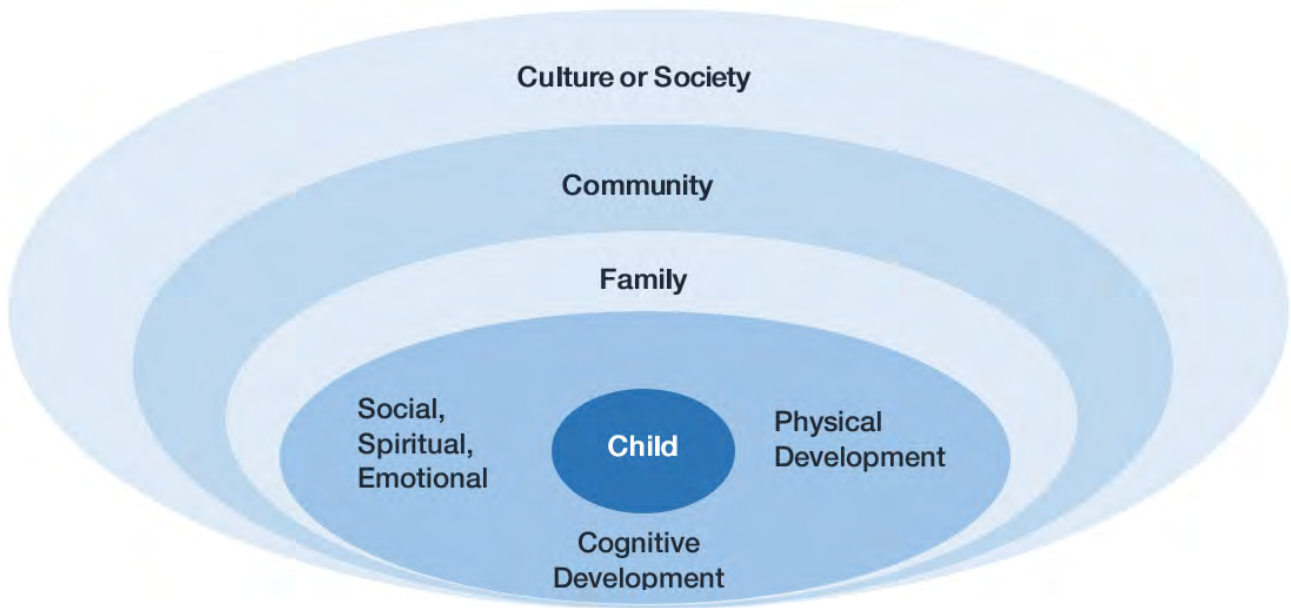 Culture or Society
Community
Family
Social,
Spiritual,
Emotional
Child
Physical
Development
Cognitive
Development